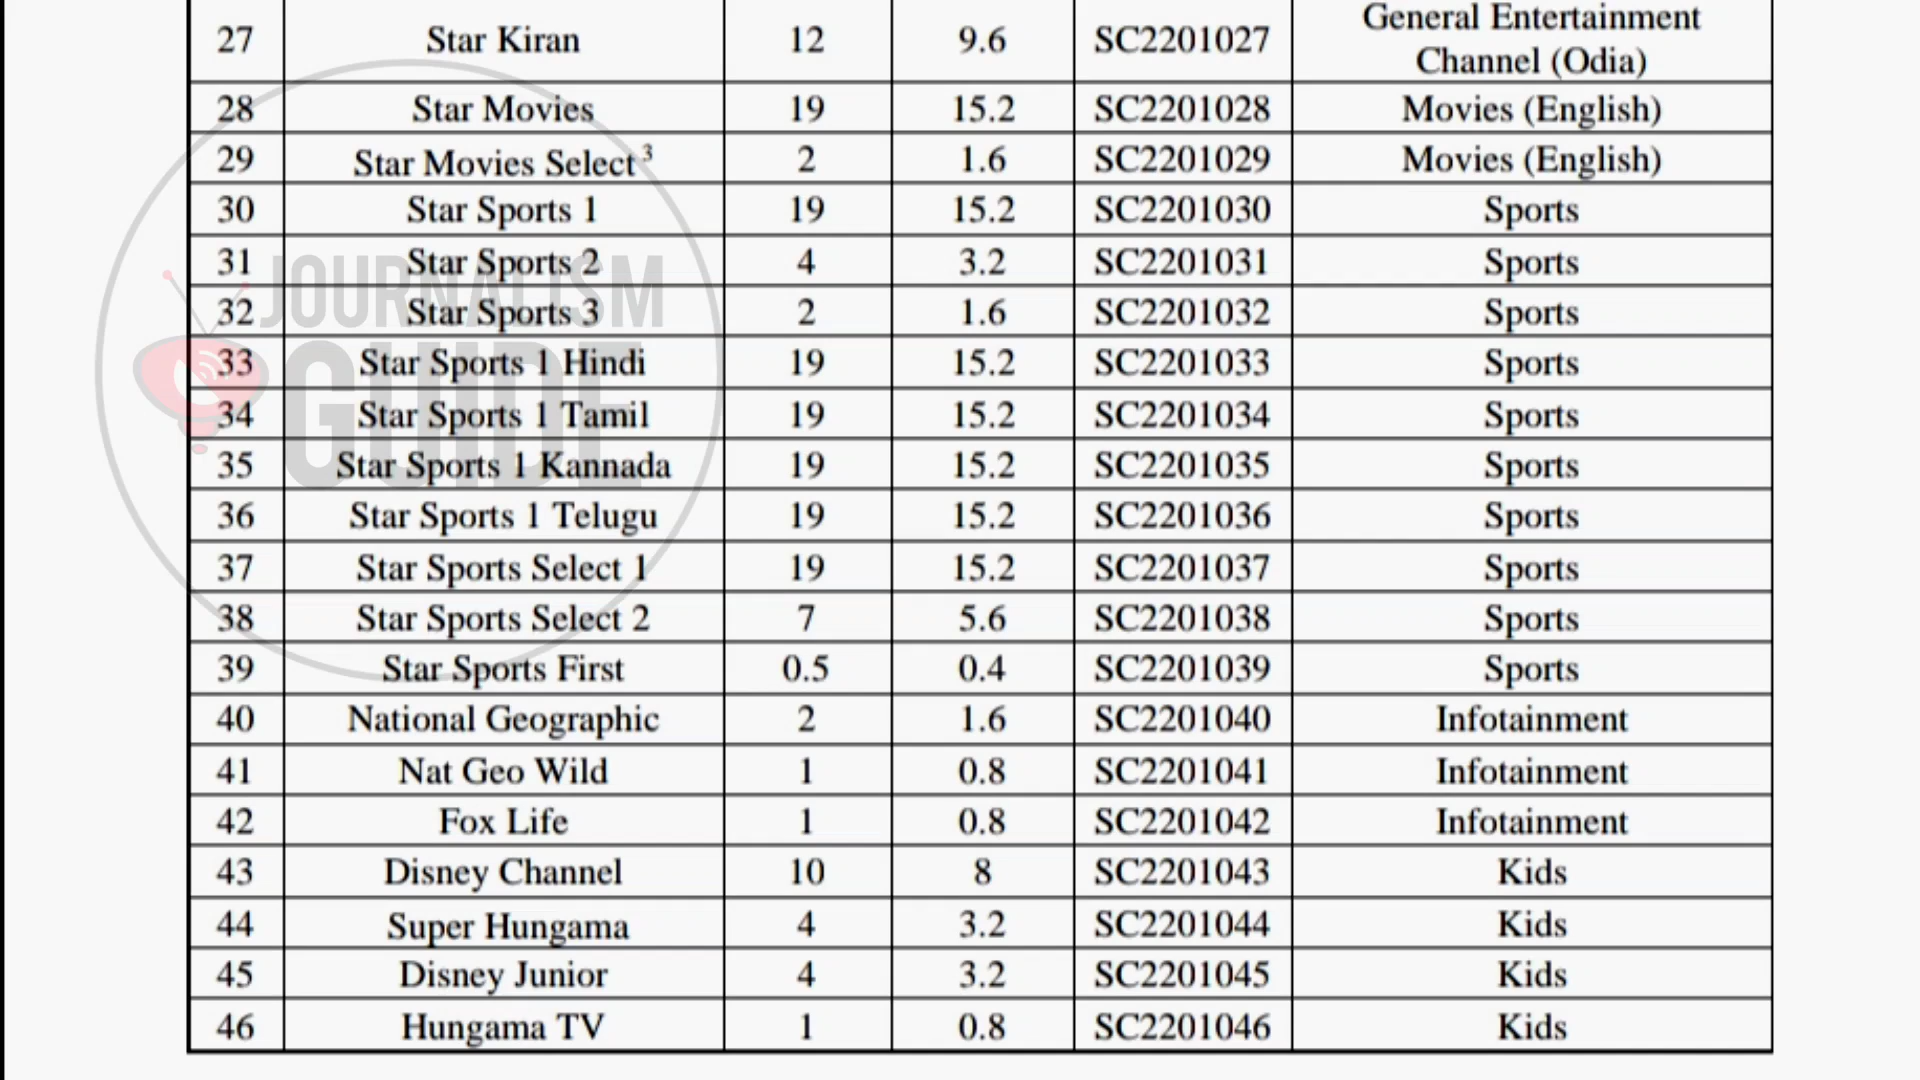 27 Star Kiran 12 9.6 SC2201027 General Entertainment
Channel (Odia)
28 Star Movies 19 15.2 SC2201028 Movies (English)
29 Star Movies Select 3 2 1.6 SC2201029 Movies (English)
30 Star Sports 1 19 15.2 SC2201030 Sports
31 Star Sports 2 4 3.2 SC2201031 Sports
32 Star Sports 3 2 1.6 SC2201032 Sports
33 Star Sports 1 Hindi 19 15.2 SC2201033 Sports
34 Star Sports 1 Tamil 19 15.2 SC2201034 Sports
35 Star Sports 1 Kannada 19 15.2 SC2201035 Sports
36 Star Sports 1 Telugu 19 15.2 SC2201036 Sports
37 Star Sports Select 1 19 15.2 SC2201037 Sports
38 Star Sports Select 2 7 5.6 SC2201038 Sports
39 Star Sports First 0.5 0.4 SC2201039 Sports
40 National Geographic 2 1.6 SC2201040 Infotainment
41 Nat Geo Wild 1 0.8 SC2201041 Infotainment
42 Fox Life 1 0.8 SC2201042 Infotainment
43 Disney Channel 10 8 SC2201043 Kids
44 Super Hungama 4 3.2 SC2201044 Kids
45 Disney Junior 4 3.2 SC2201045 Kids
46 Hungama TV 1 0.8 SC2201046 Kids
JOURNALISM
GUIDE